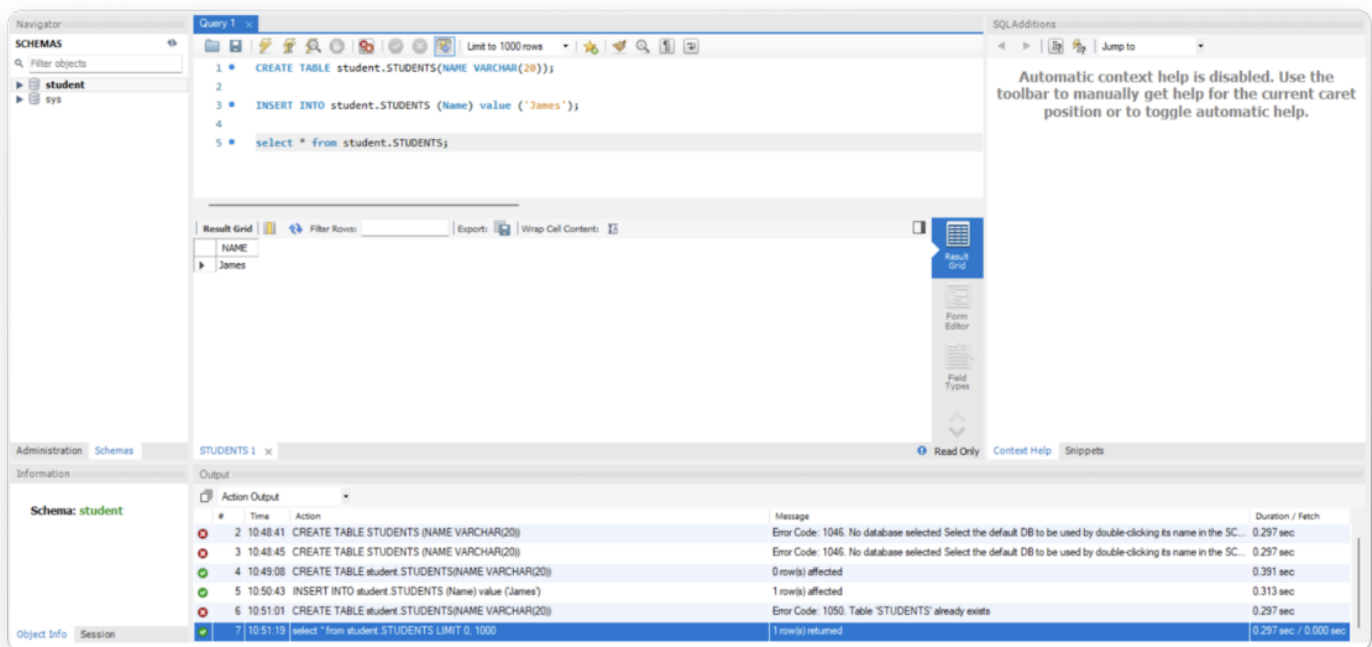 Navigator
SCHEMAS
Filter objects
student
sys
Administration Schemas
Information
Schema: student
Object Info Session
Query 1
Limit to 1000 rows
1 CREATE TABLE student.STUDENTS(NAME VARCHAR(20));
2
3 INSERT INTO student.STUDENTS (Name) value ('James');
4
5 select * from student.STUDENTS;
Result Grid Filter Rows: Export: Wrap Cell Content:
NAME
James
Result
Grid
Form
Editor
Field
Types
STUDENTS 1 Read Only
SQLAdditions
Jump to
Automatic context help is disabled. Use the
toolbar to manually get help for the current caret
position or to toggle automatic help.
Context Help Snippets
Output
Action Output
# Time Action Message Duration / Fetch
2 10:48:41 CREATE TABLE STUDENTS (NAME VARCHAR(20)) Error Code: 1046. No database selected Select the default DB to be used by double-clicking its name in the SC... 0.297 sec
3 10:48:45 CREATE TABLE STUDENTS (NAME VARCHAR(20)) Error Code: 1046. No database selected Select the default DB to be used by double-clicking its name in the SC... 0.297 sec
4 10:49:08 CREATE TABLE student.STUDENTS(NAME VARCHAR(20)) 0 row(s) affected 0.391 sec
5 10:50:43 INSERT INTO student.STUDENTS (Name) value ('James') 1 row(s) affected 0.313 sec
6 10:51:01 CREATE TABLE student.STUDENTS(NAME VARCHAR(20)) Error Code: 1050. Table 'STUDENTS' already exists 0.297 sec
7 10:51:19 select * from student.STUDENTS LIMIT 0, 1000 1 row(s) returned 0.297 sec / 0.000 sec